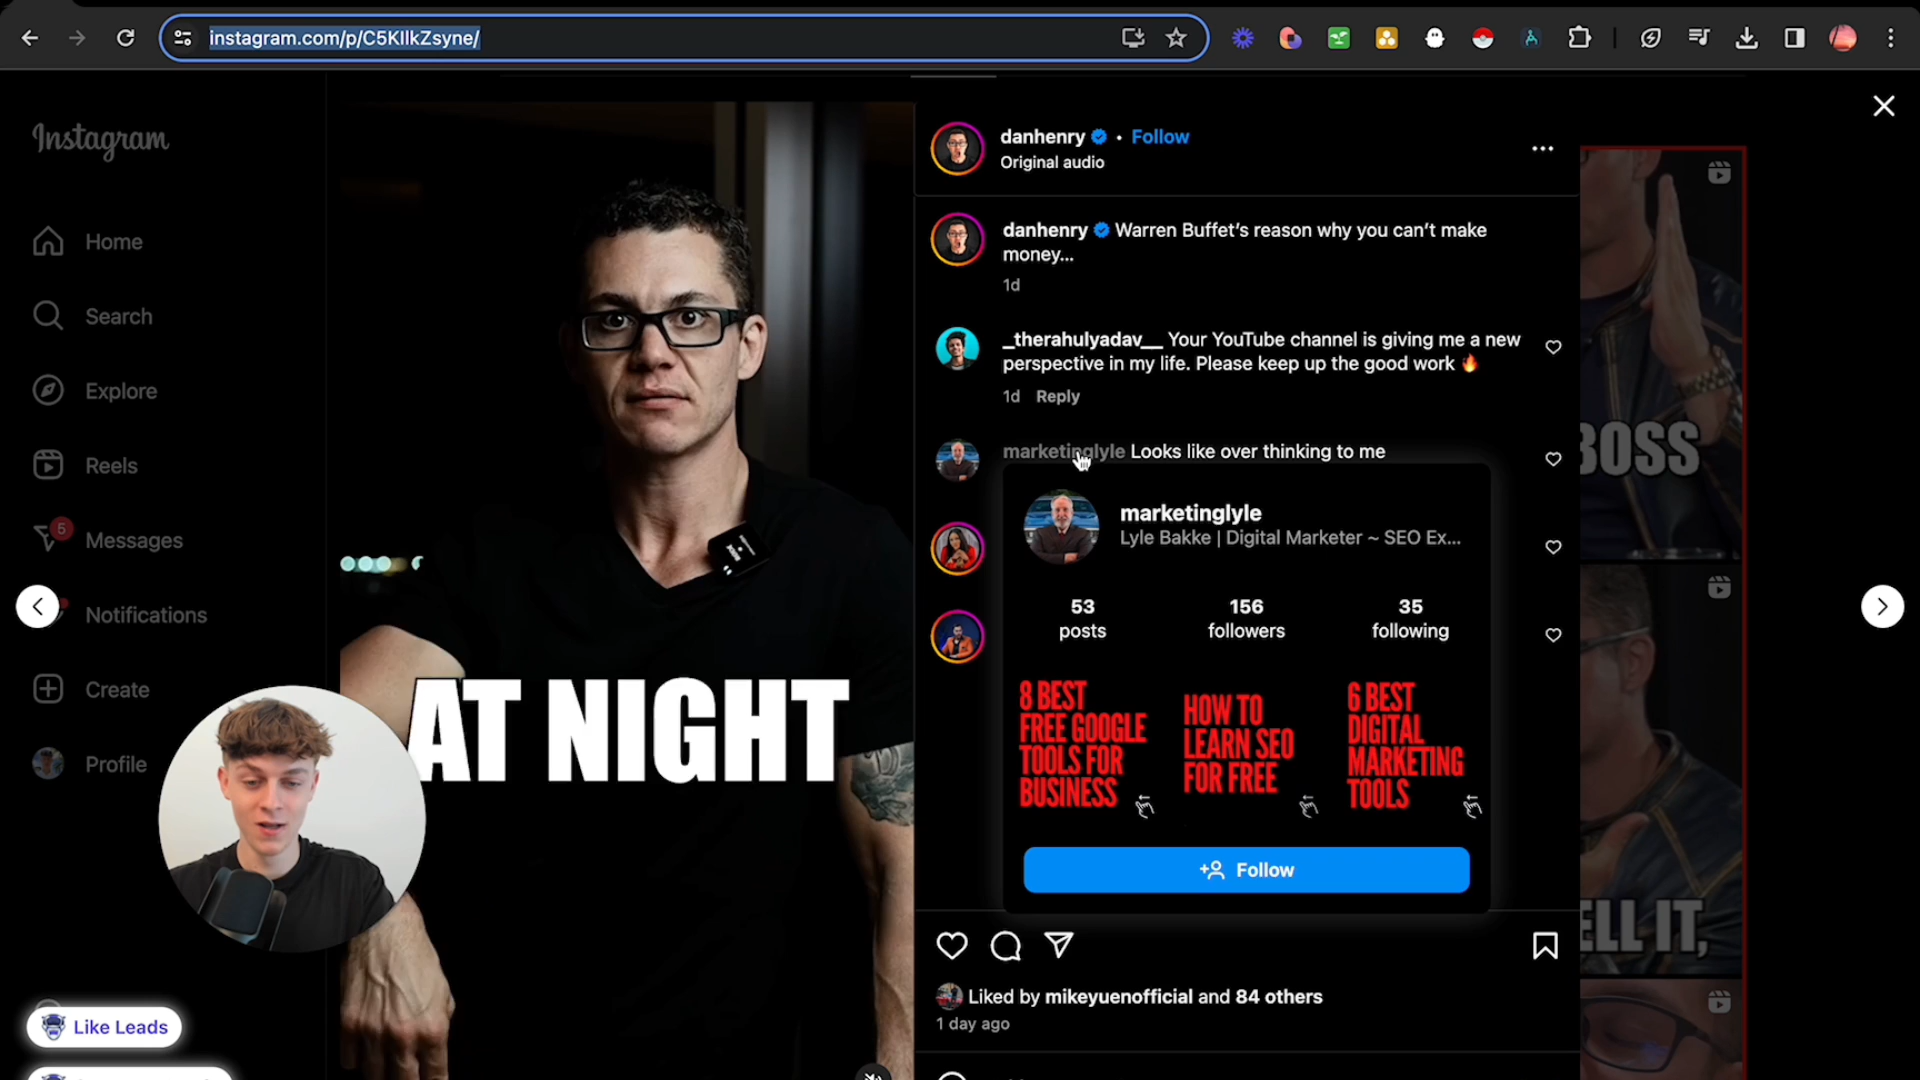 instagram.com/p/C5KIlkZsyne/
Instagram
Home
Search
Explore
Reels
5
Messages
Notifications
Create
Profile
Like Leads
AT NIGHT
danhenry • Follow
Original audio
danhenry Warren Buffet's reason why you can't make
money...
1d
_therahulyadav__ Your YouTube channel is giving me a new
perspective in my life. Please keep up the good work
1d Reply
marketinglyle Looks like over thinking to me
marketinglyle
Lyle Bakke | Digital Marketer ~ SEO Ex...
53
posts
156
followers
35
following
8 BEST
FREE GOOGLE
TOOLS FOR
BUSINESS
HOW TO
LEARN SEO
FOR FREE
6 BEST
DIGITAL
MARKETING
TOOLS
Follow
Liked by mikeyuenofficial and 84 others
1 day ago
BOSS
ELL IT,